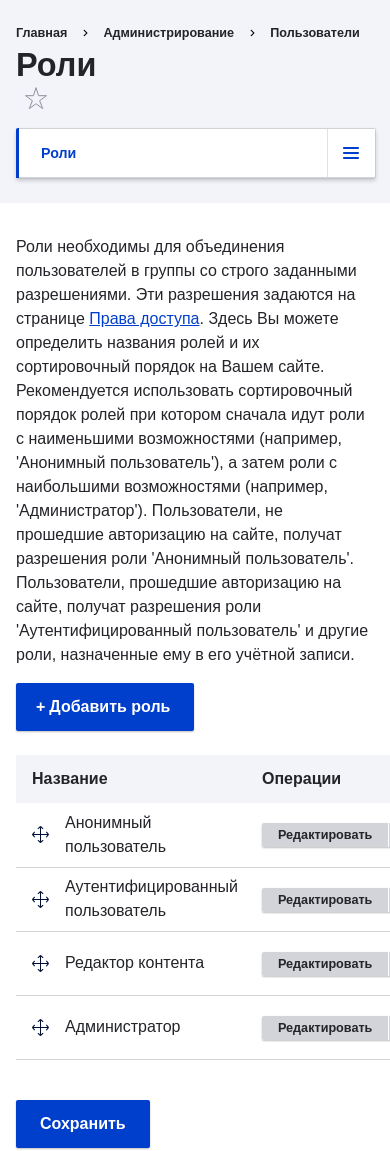 Главная > Администрирование > Пользователи
Роли
Роли
Роли необходимы для объединения
пользователей в группы со строго заданными
разрешениями. Эти разрешения задаются на
странице Права доступа. Здесь Вы можете
определить названия ролей и их
сортировочный порядок на Вашем сайте.
Рекомендуется использовать сортировочный
порядок ролей при котором сначала идут роли
с наименьшими возможностями (например,
'Анонимный пользователь'), а затем роли с
наибольшими возможностями (например,
'Администратор'). Пользователи, не
прошедшие авторизацию на сайте, получат
разрешения роли 'Анонимный пользователь'.
Пользователи, прошедшие авторизацию на
сайте, получат разрешения роли
'Аутентифицированный пользователь' и другие
роли, назначенные ему в его учётной записи.
+ Добавить роль
Название Операции
Анонимный
пользователь
Редактировать
Аутентифицированный
пользователь
Редактировать
Редактор контента Редактировать
Администратор Редактировать
Сохранить